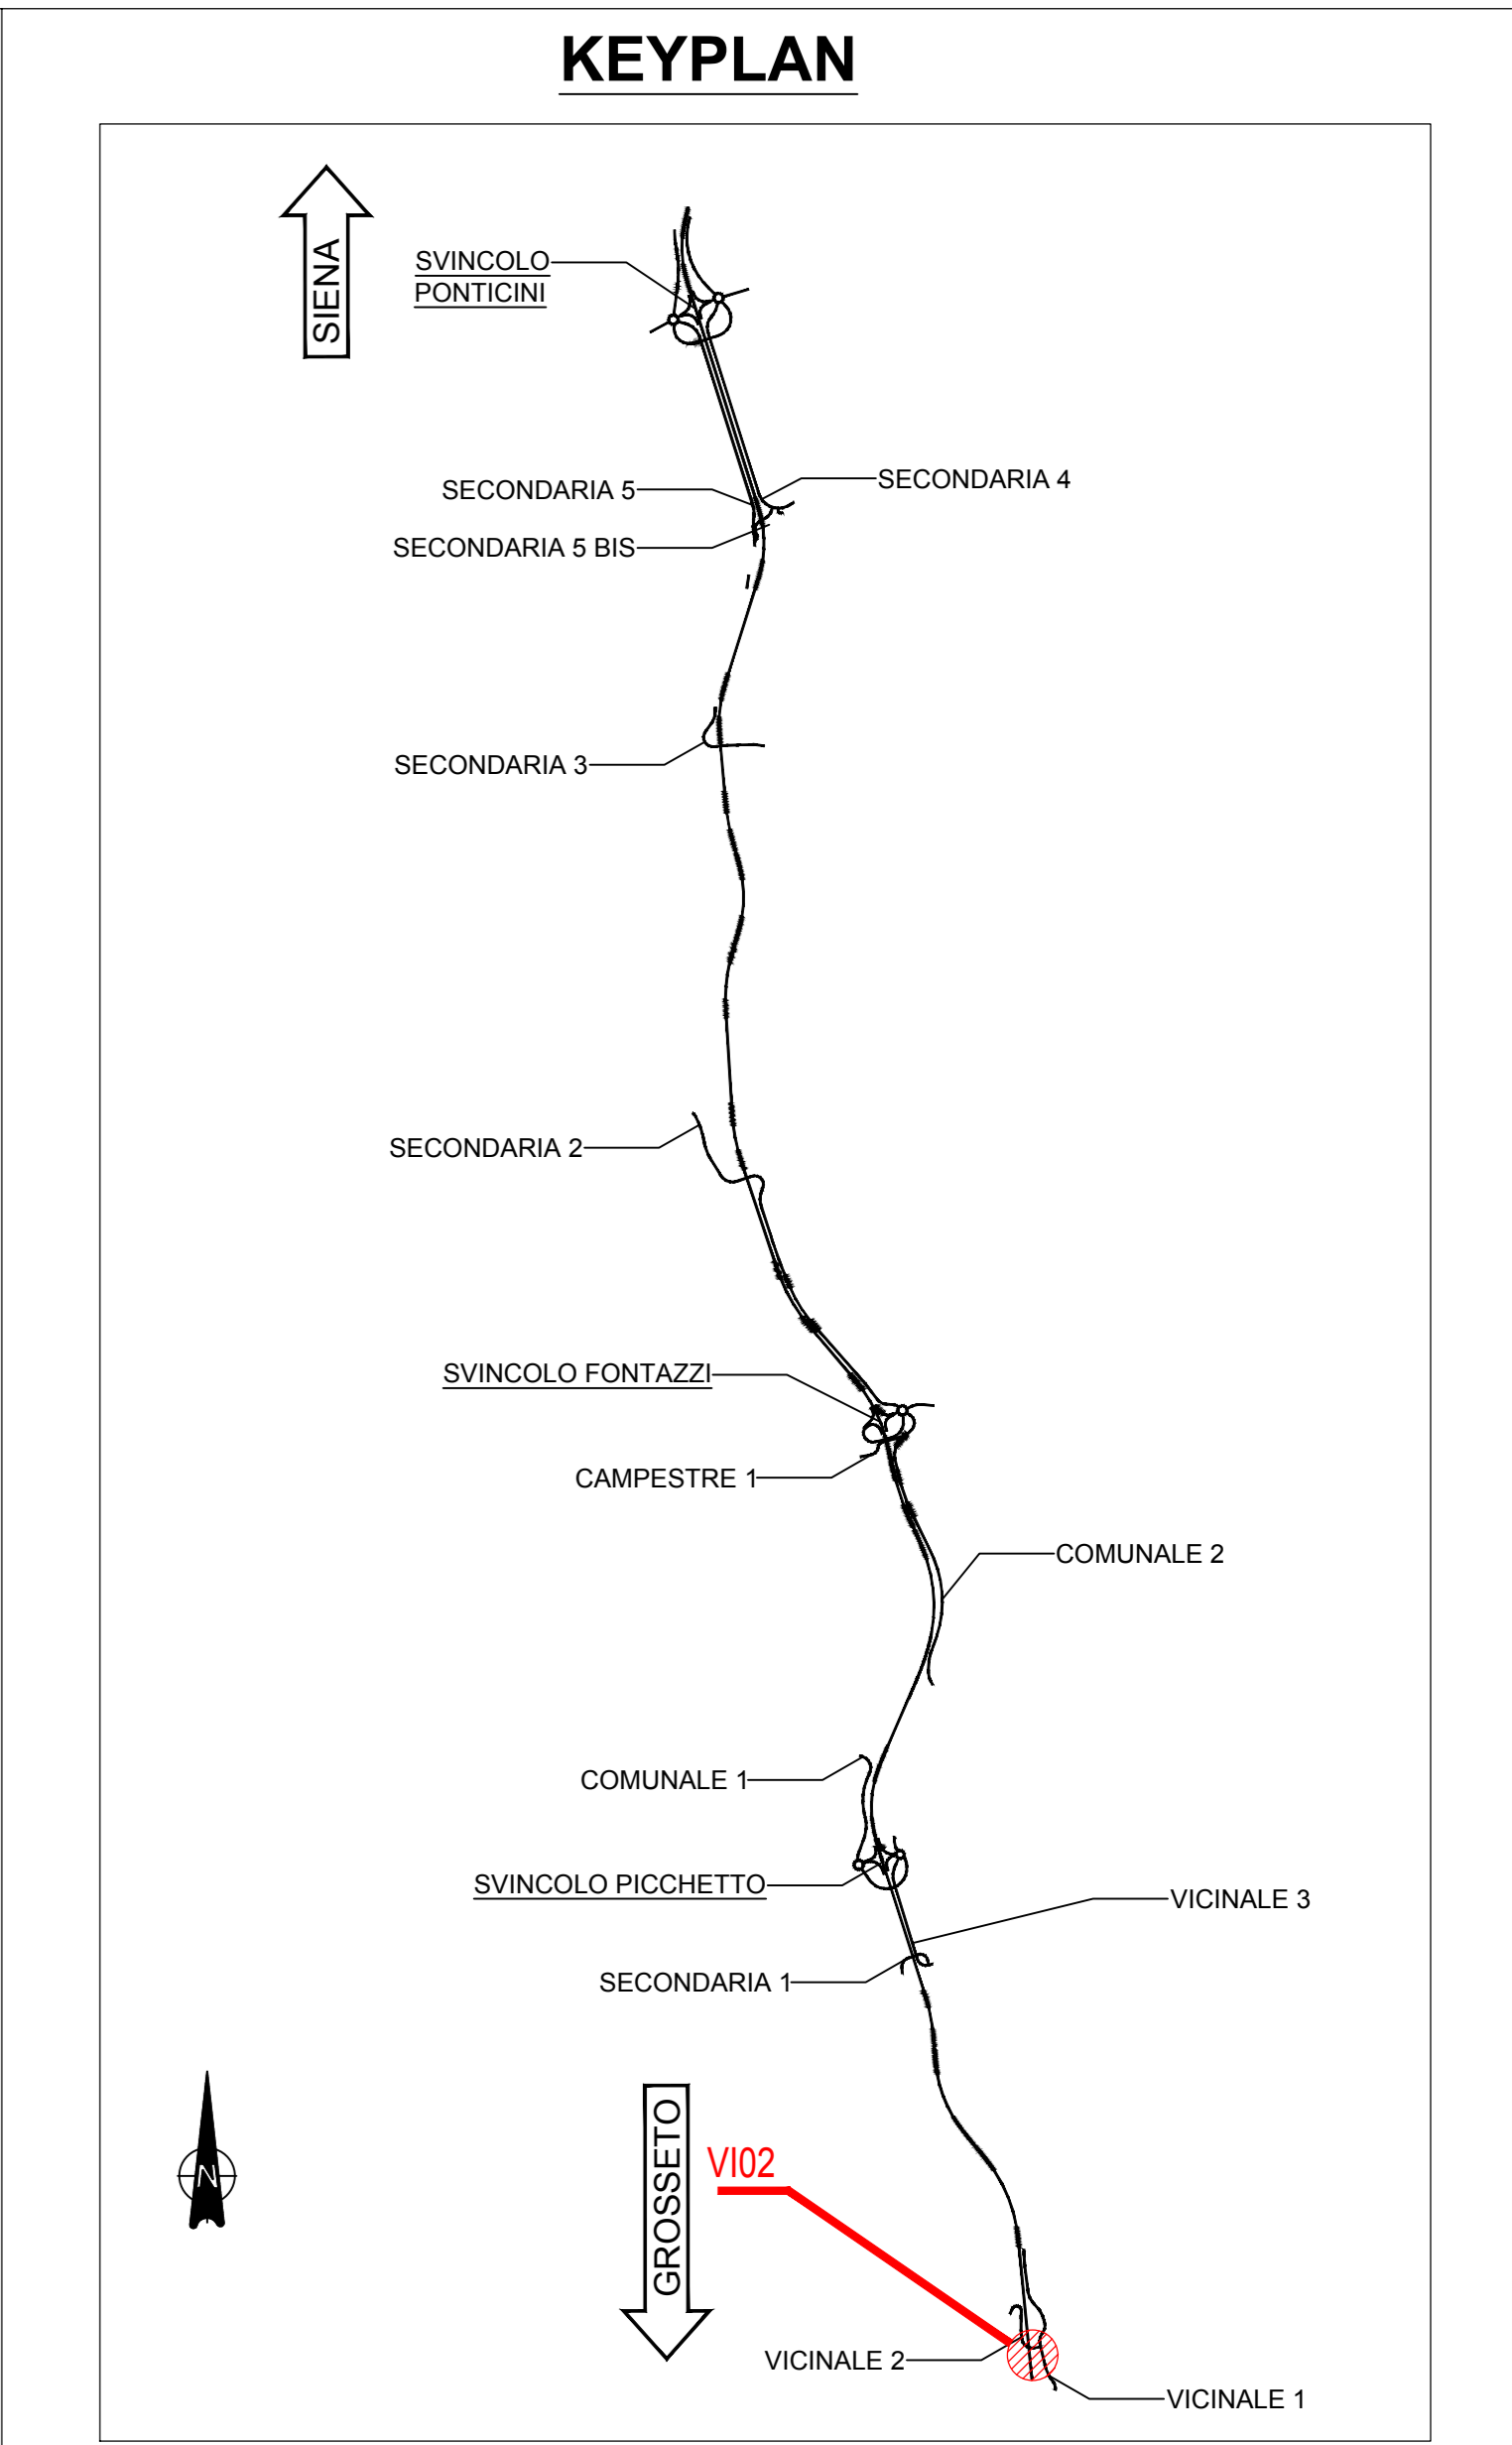 KEYPLAN
SIENA
SVINCOLO
PONTICINI
SECONDARIA 4
SECONDARIA 5
SECONDARIA 5 BIS
SECONDARIA 3
SECONDARIA 2
SVINCOLO FONTAZZI
CAMPESTRE 1
COMUNALE 2
COMUNALE 1
SVINCOLO PICCHETTO
VICINALE 3
SECONDARIA 1
GROSSETO
VI02
N
VICINALE 2
VICINALE 1